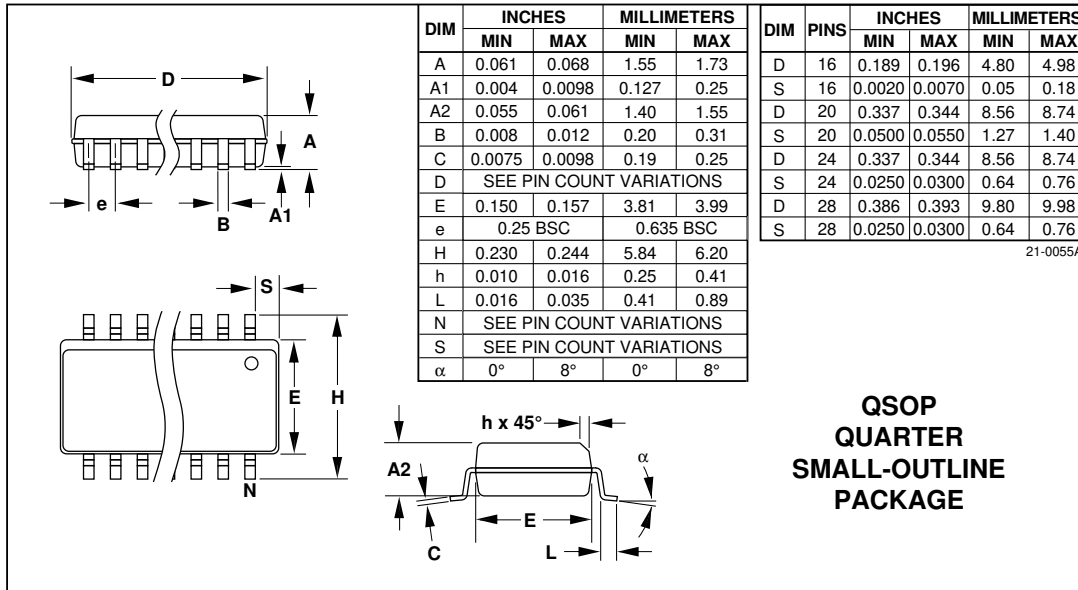 D
A
e
B
A1
S
E
H
N
DIM INCHES MILLIMETERS
MIN MAX MIN MAX
A 0.061 0.068 1.55 1.73
A1 0.004 0.0098 0.127 0.25
A2 0.055 0.061 1.40 1.55
B 0.008 0.012 0.20 0.31
C 0.0075 0.0098 0.19 0.25
D SEE PIN COUNT VARIATIONS
E 0.150 0.157 3.81 3.99
e 0.25 BSC 0.635 BSC
H 0.230 0.244 5.84 6.20
h 0.010 0.016 0.25 0.41
L 0.016 0.035 0.41 0.89
N SEE PIN COUNT VARIATIONS
S SEE PIN COUNT VARIATIONS
α 0° 8° 0° 8°
DIM PINS INCHES MILLIMETERS
MIN MAX MIN MAX
D 16 0.189 0.196 4.80 4.98
S 16 0.0020 0.0070 0.05 0.18
D 20 0.337 0.344 8.56 8.74
S 20 0.0500 0.0550 1.27 1.40
D 24 0.337 0.344 8.56 8.74
S 24 0.0250 0.0300 0.64 0.76
D 28 0.386 0.393 9.80 9.98
S 28 0.0250 0.0300 0.64 0.76
21-0055A
h x 45°
A2
α
E
C
L
QSOP
QUARTER
SMALL-OUTLINE
PACKAGE